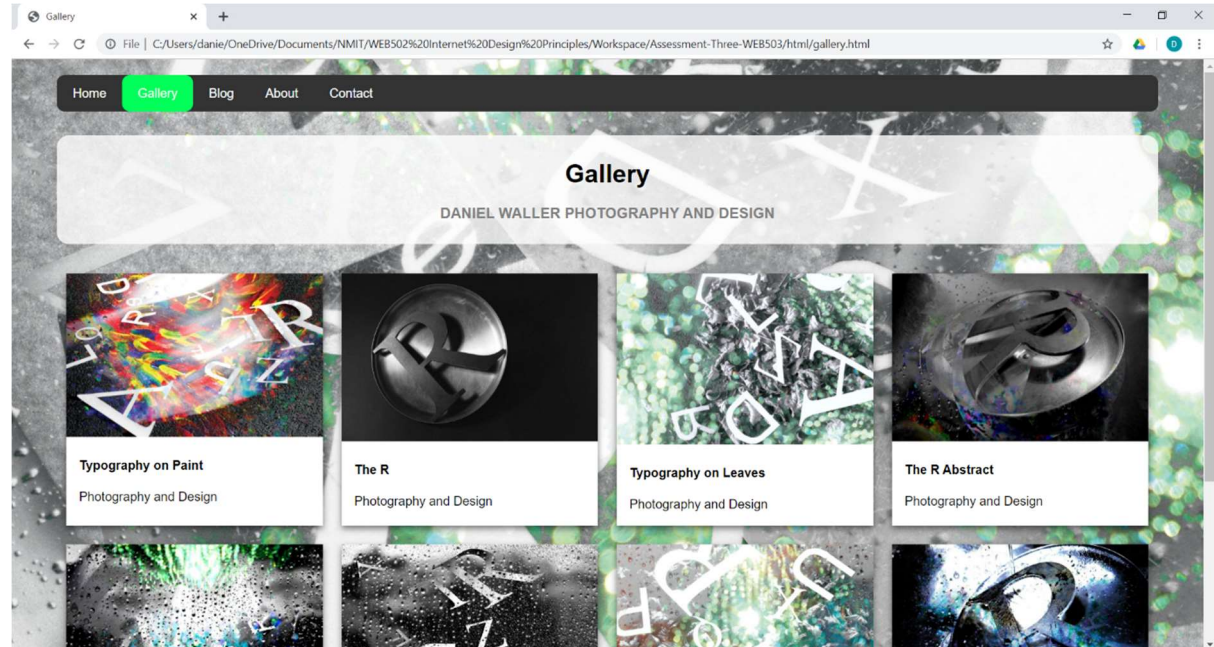 Gallery
File | C:/Users/danie/OneDrive/Documents/NMIT/WEB502%20Internet%20Design%20Principles/Workspace/Assessment-Three-WEB503/html/gallery.html
D
Home Gallery Blog About Contact
Gallery
DANIEL WALLER PHOTOGRAPHY AND DESIGN
Typography on Paint
Photography and Design
The R
Photography and Design
Typography on Leaves
Photography and Design
The R Abstract
Photography and Design